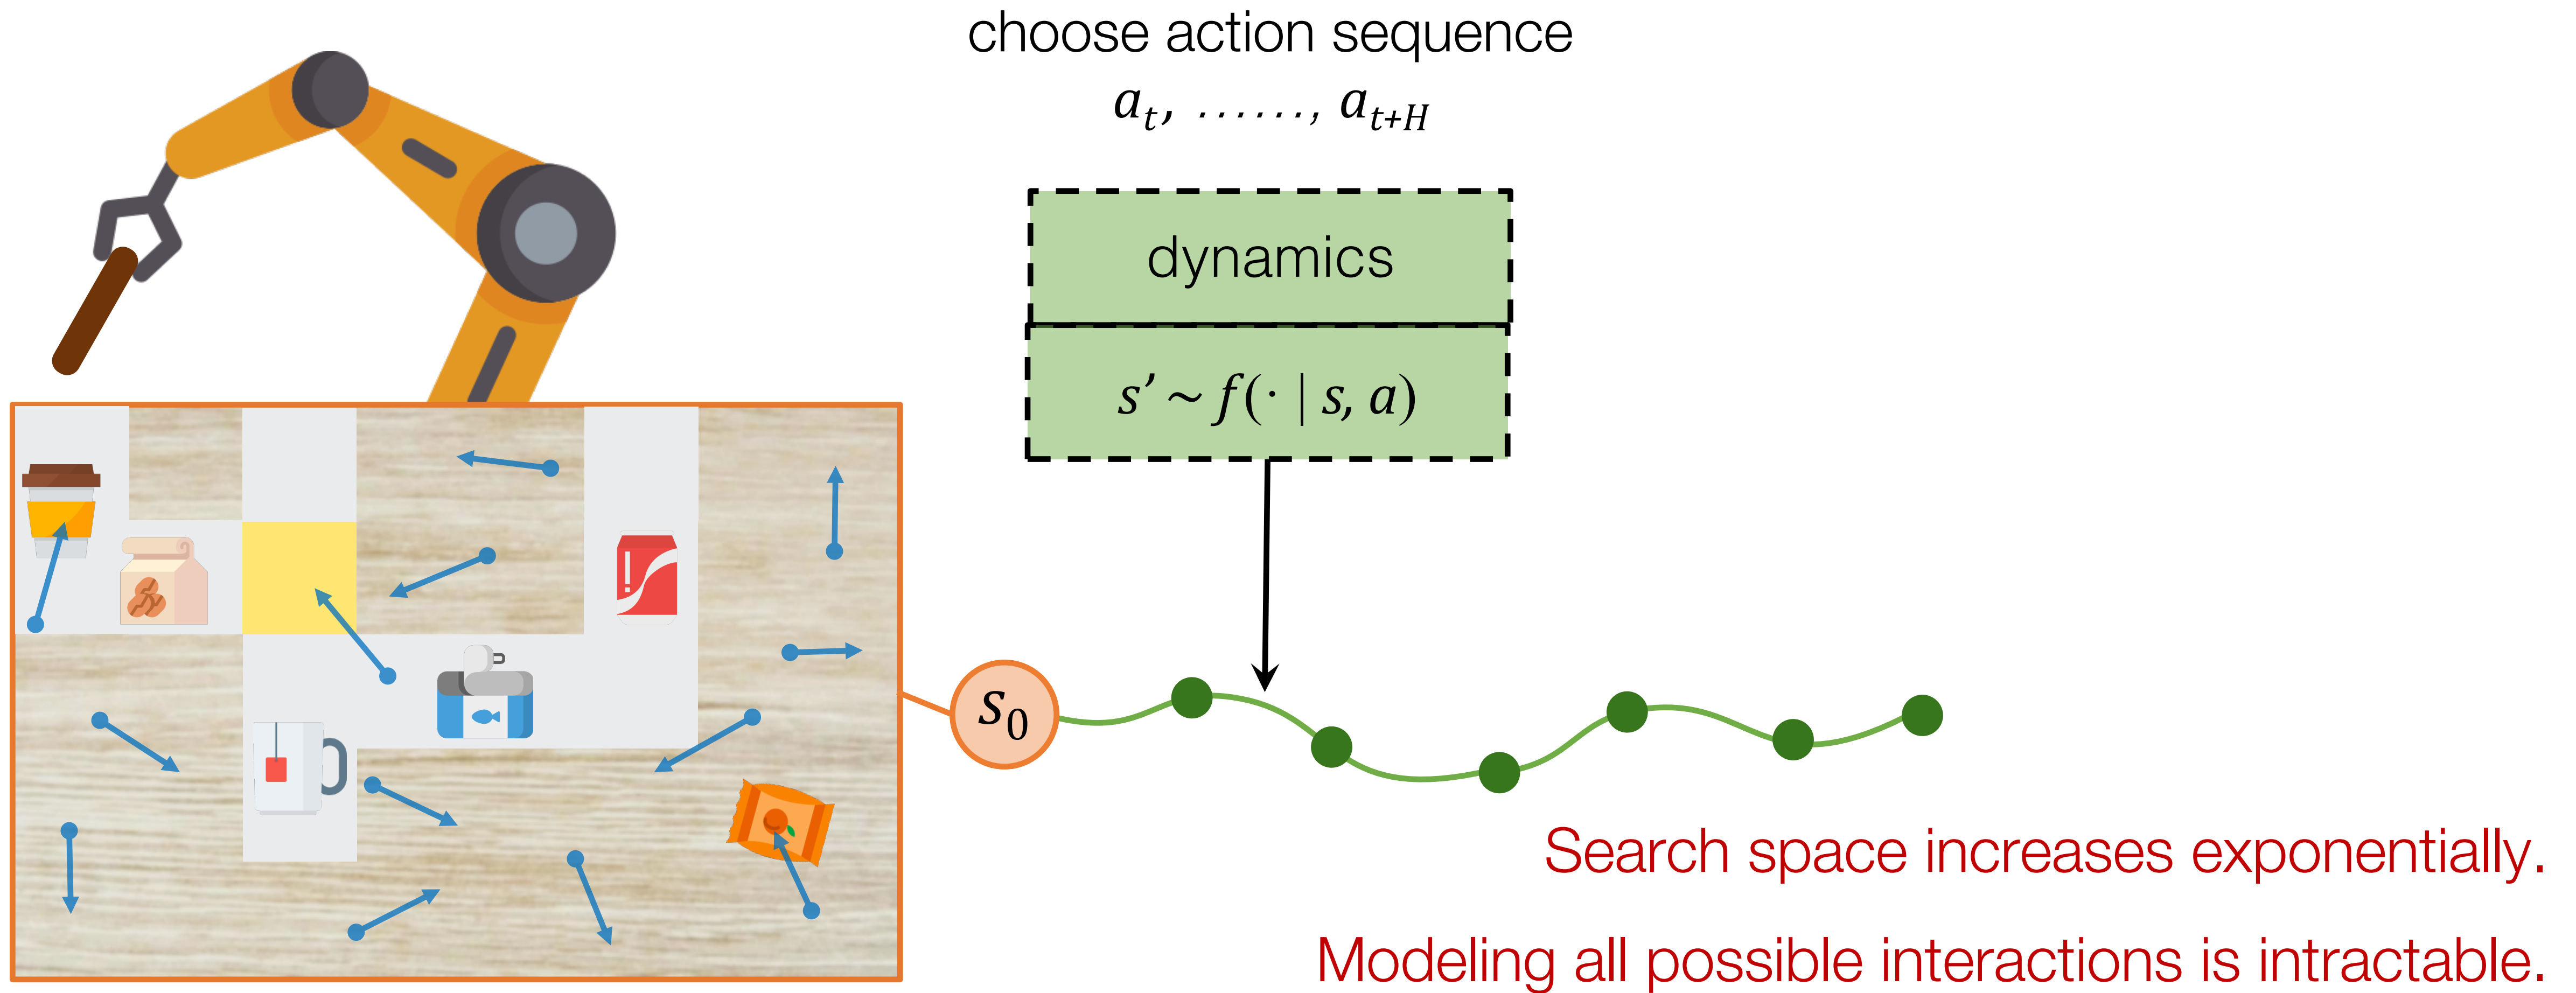 choose action sequence
a_t, ......, a_{t+H}
dynamics
s' ~ f(· | s, a)
s_0
Search space increases exponentially.
Modeling all possible interactions is intractable.